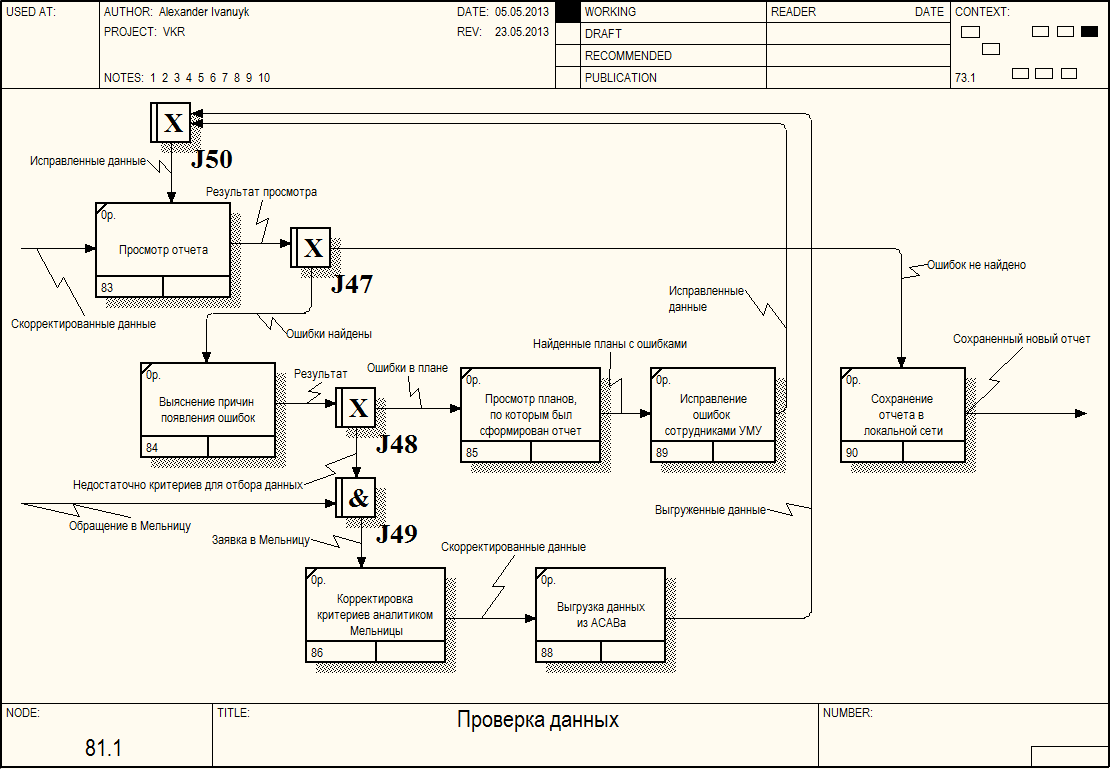 USED AT:
AUTHOR: Alexander Ivanuyk
DATE: 05.05.2013
PROJECT: VKR
REV: 23.05.2013
NOTES: 1 2 3 4 5 6 7 8 9 10
WORKING
DRAFT
RECOMMENDED
PUBLICATION
READER
DATE
CONTEXT:
73.1
X
J50
Исправленные данные
Результат просмотра
0р.
Просмотр отчета
83
X
J47
Скорректированные данные
Ошибки найдены
Ошибок не найдено
Исправленные
данные
Найденные планы с ошибками
Сохраненный новый отчет
0р.
Выяснение причин
появления ошибок
84
Результат
X
J48
Ошибки в плане
0р.
Просмотр планов,
по которым был
сформирован отчет
85
0р.
Исправление
ошибок
сотрудниками УМУ
89
0р.
Сохранение
отчета в
локальной сети
90
Недостаточно критериев для отбора данных
&
J49
Обращение в Мельницу
Заявка в Мельницу
Выгруженные данные
Скорректированные данные
0р.
Корректировка
критериев аналитиком
Мельницы
86
0р.
Выгрузка данных
из АСАВа
88
NODE:
81.1
TITLE:
Проверка данных
NUMBER: